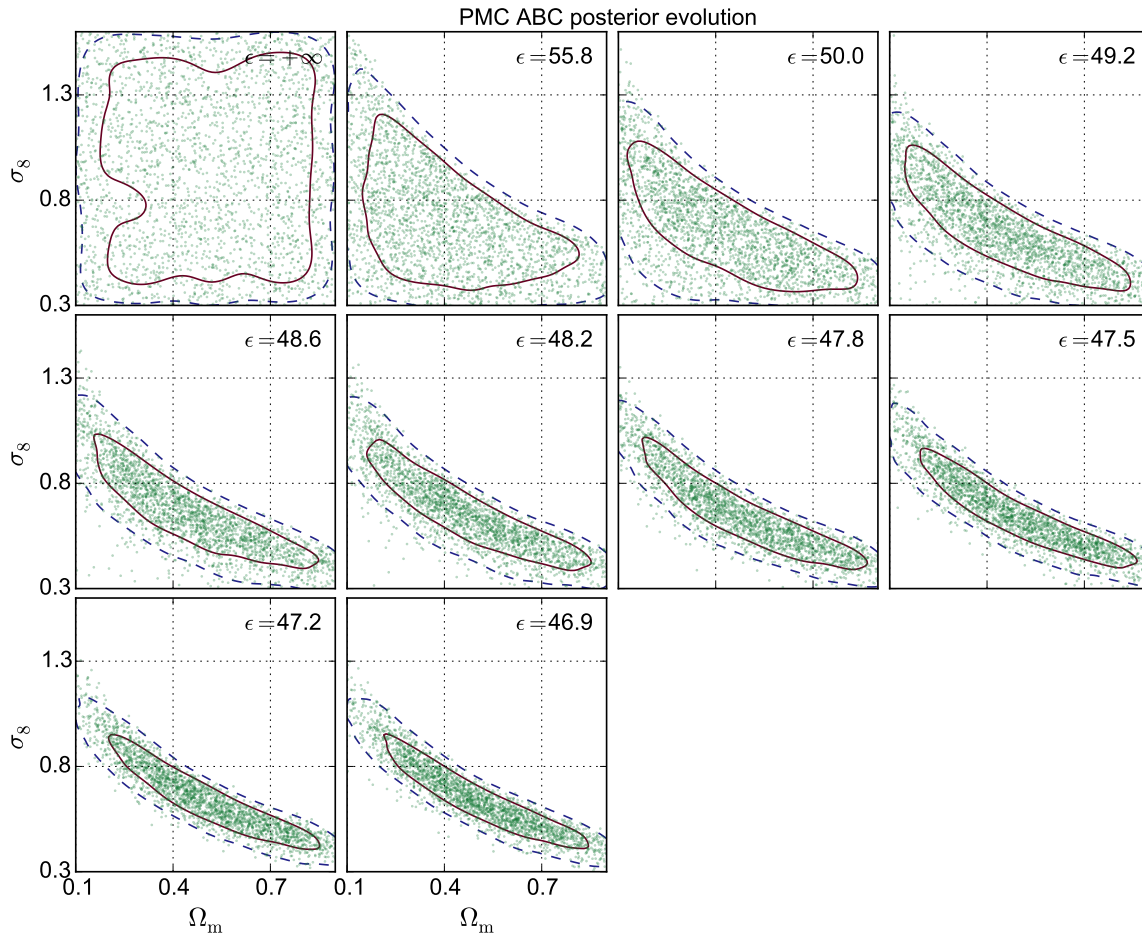 PMC ABC posterior evolution
ϵ = +∞
ϵ =55.8
ϵ =50.0
ϵ =49.2
σ₈
1.3
0.8
0.3
ϵ =48.6
ϵ =48.2
ϵ =47.8
ϵ =47.5
σ₈
1.3
0.8
0.3
ϵ =47.2
ϵ =46.9
σ₈
1.3
0.8
0.3
0.1 0.4 0.7 0.1 0.4 0.7
Ωₘ Ωₘ